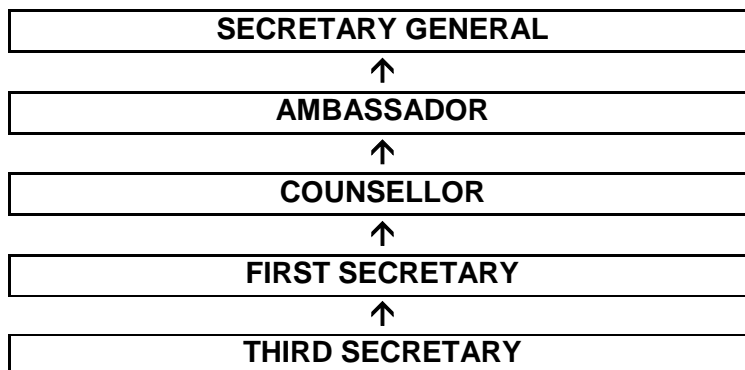 SECRETARY GENERAL
↑
AMBASSADOR
↑
COUNSELLOR
↑
FIRST SECRETARY
↑
THIRD SECRETARY